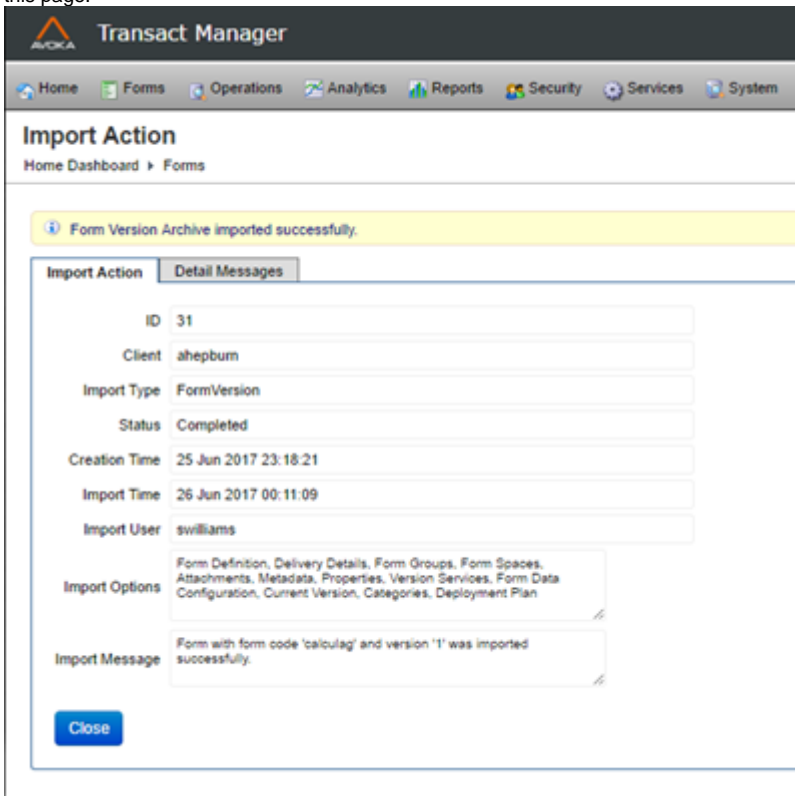 this page.
AVOKA Transact Manager
Home Forms Operations Analytics Reports Security Services System
Import Action
Home Dashboard ▸ Forms
Form Version Archive imported successfully.
Import Action Detail Messages
ID 31
Client ahepburn
Import Type FormVersion
Status Completed
Creation Time 25 Jun 2017 23:18:21
Import Time 26 Jun 2017 00:11:09
Import User swilliams
Import Options Form Definition, Delivery Details, Form Groups, Form Spaces,
Attachments, Metadata, Properties, Version Services, Form Data
Configuration, Current Version, Categories, Deployment Plan
Import Message Form with form code 'calculag' and version '1' was imported
successfully.
Close